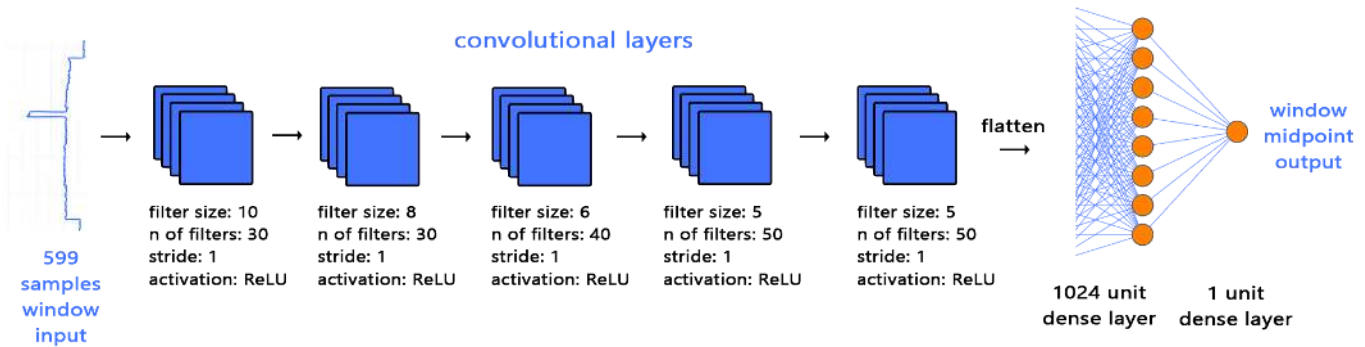 convolutional layers
599
samples
window
input
filter size: 10
n of filters: 30
stride: 1
activation: ReLU
filter size: 8
n of filters: 30
stride: 1
activation: ReLU
filter size: 6
n of filters: 40
stride: 1
activation: ReLU
filter size: 5
n of filters: 50
stride: 1
activation: ReLU
filter size: 5
n of filters: 50
stride: 1
activation: ReLU
flatten
1024 unit
dense layer
1 unit
dense layer
window
midpoint
output